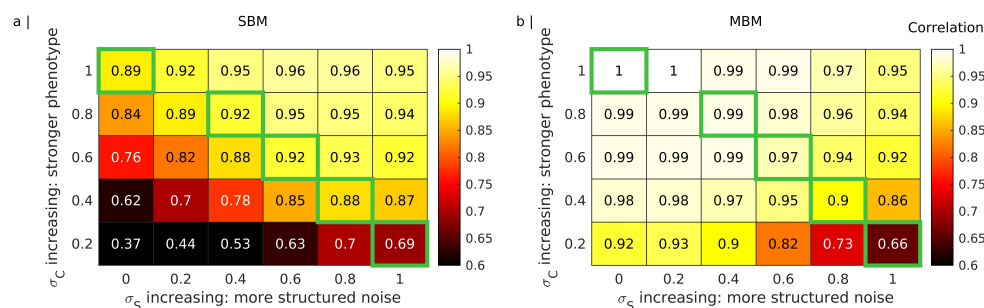 a |
SBM
σC increasing: stronger phenotype
1
0.89 0.92 0.95 0.96 0.96 0.95
0.8
0.84 0.89 0.92 0.95 0.95 0.94
0.6
0.76 0.82 0.88 0.92 0.93 0.92
0.4
0.62 0.7 0.78 0.85 0.88 0.87
0.2
0.37 0.44 0.53 0.63 0.7 0.69
0 0.2 0.4 0.6 0.8 1
σS increasing: more structured noise
1
0.95
0.9
0.85
0.8
0.75
0.7
0.65
0.6
b |
MBM
Correlation
σC increasing: stronger phenotype
1
1 1 0.99 0.99 0.97 0.95
0.8
0.99 0.99 0.99 0.98 0.96 0.94
0.6
0.99 0.99 0.99 0.97 0.94 0.92
0.4
0.98 0.98 0.97 0.95 0.9 0.86
0.2
0.92 0.93 0.9 0.82 0.73 0.66
0 0.2 0.4 0.6 0.8 1
σS increasing: more structured noise
1
0.95
0.9
0.85
0.8
0.75
0.7
0.65
0.6